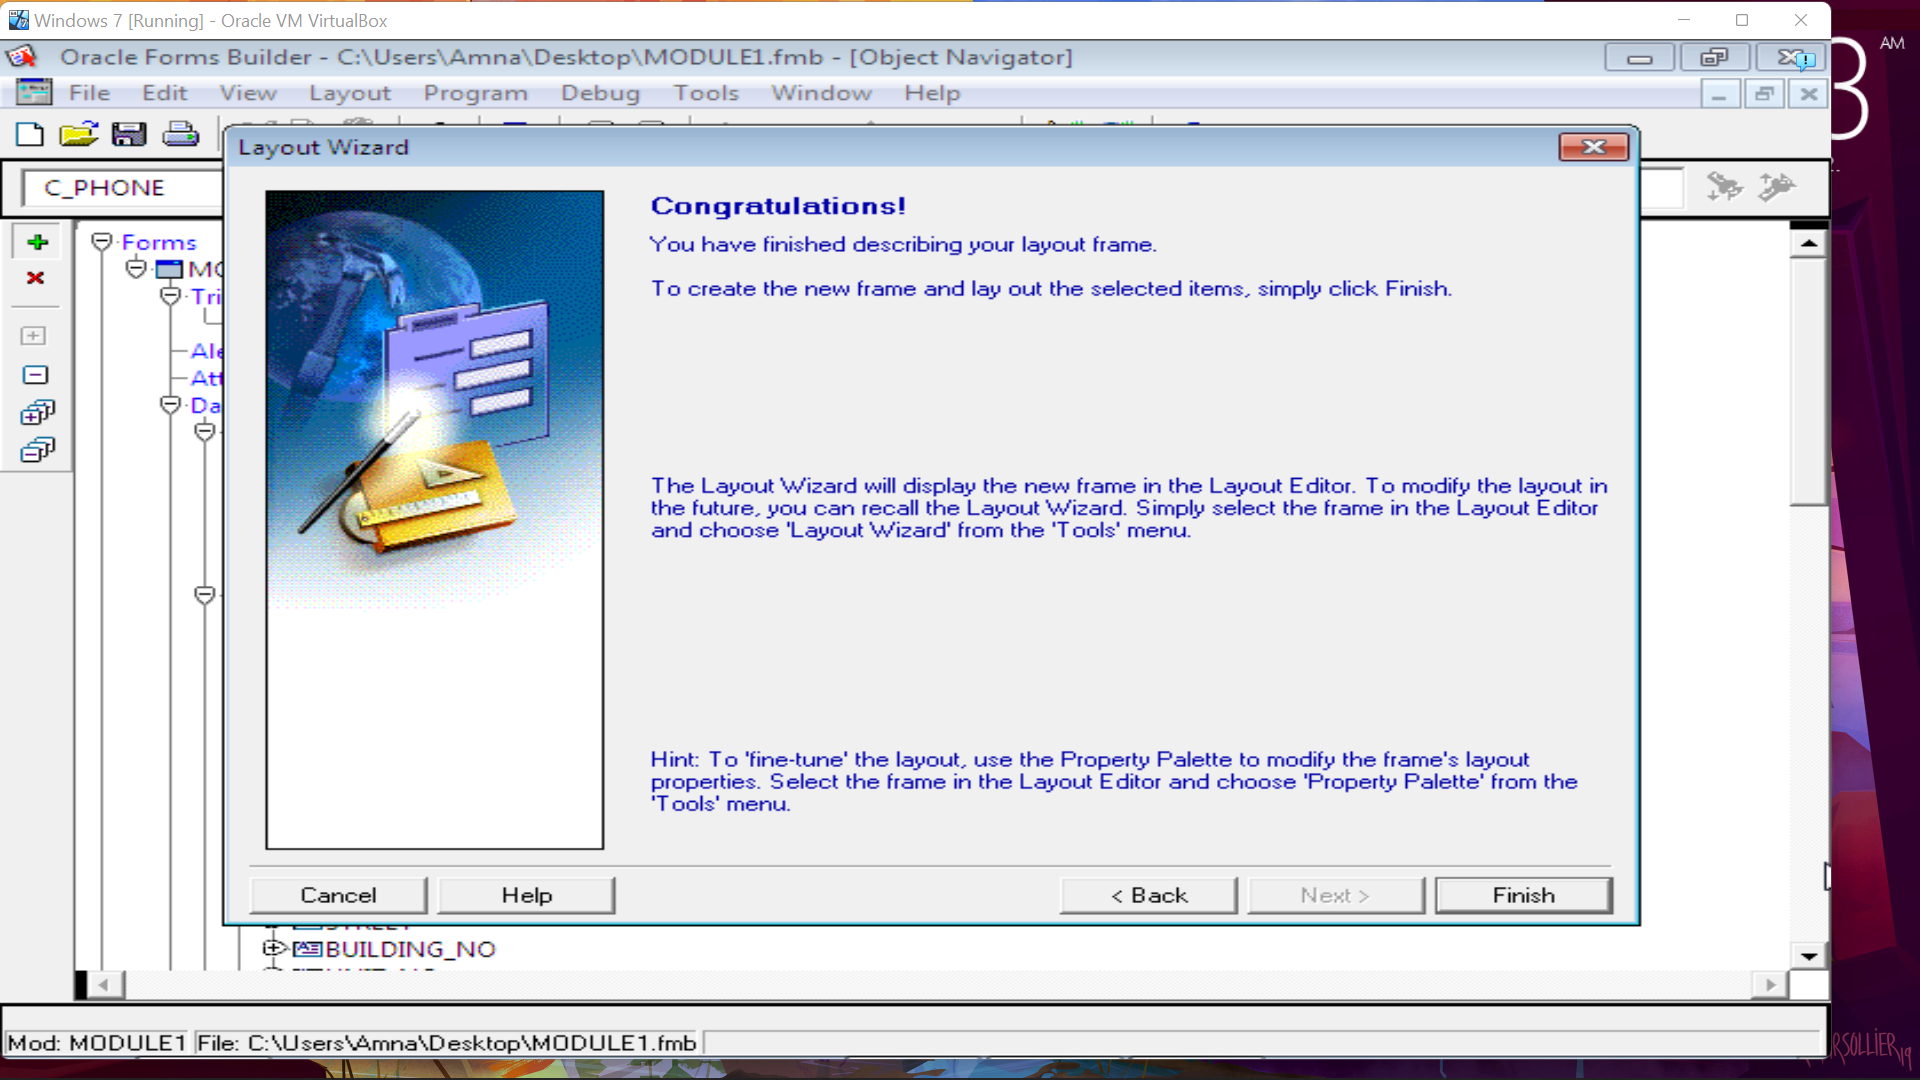 Windows 7 [Running] - Oracle VM VirtualBox
AM
Oracle Forms Builder - C:\Users\Amna\Desktop\MODULE1.fmb - [Object Navigator]
File Edit View Layout Program Debug Tools Window Help
Layout Wizard
C_PHONE
Congratulations!
You have finished describing your layout frame.
To create the new frame and lay out the selected items, simply click Finish.
Forms
The Layout Wizard will display the new frame in the Layout Editor. To modify the layout in
the future, you can recall the Layout Wizard. Simply select the frame in the Layout Editor
and choose 'Layout Wizard' from the 'Tools' menu.
Hint: To 'fine-tune' the layout, use the Property Palette to modify the frame's layout
properties. Select the frame in the Layout Editor and choose 'Property Palette' from the
'Tools' menu.
Cancel Help < Back Next > Finish
BUILDING_NO
Mod: MODULE1 File: C:\Users\Amna\Desktop\MODULE1.fmb